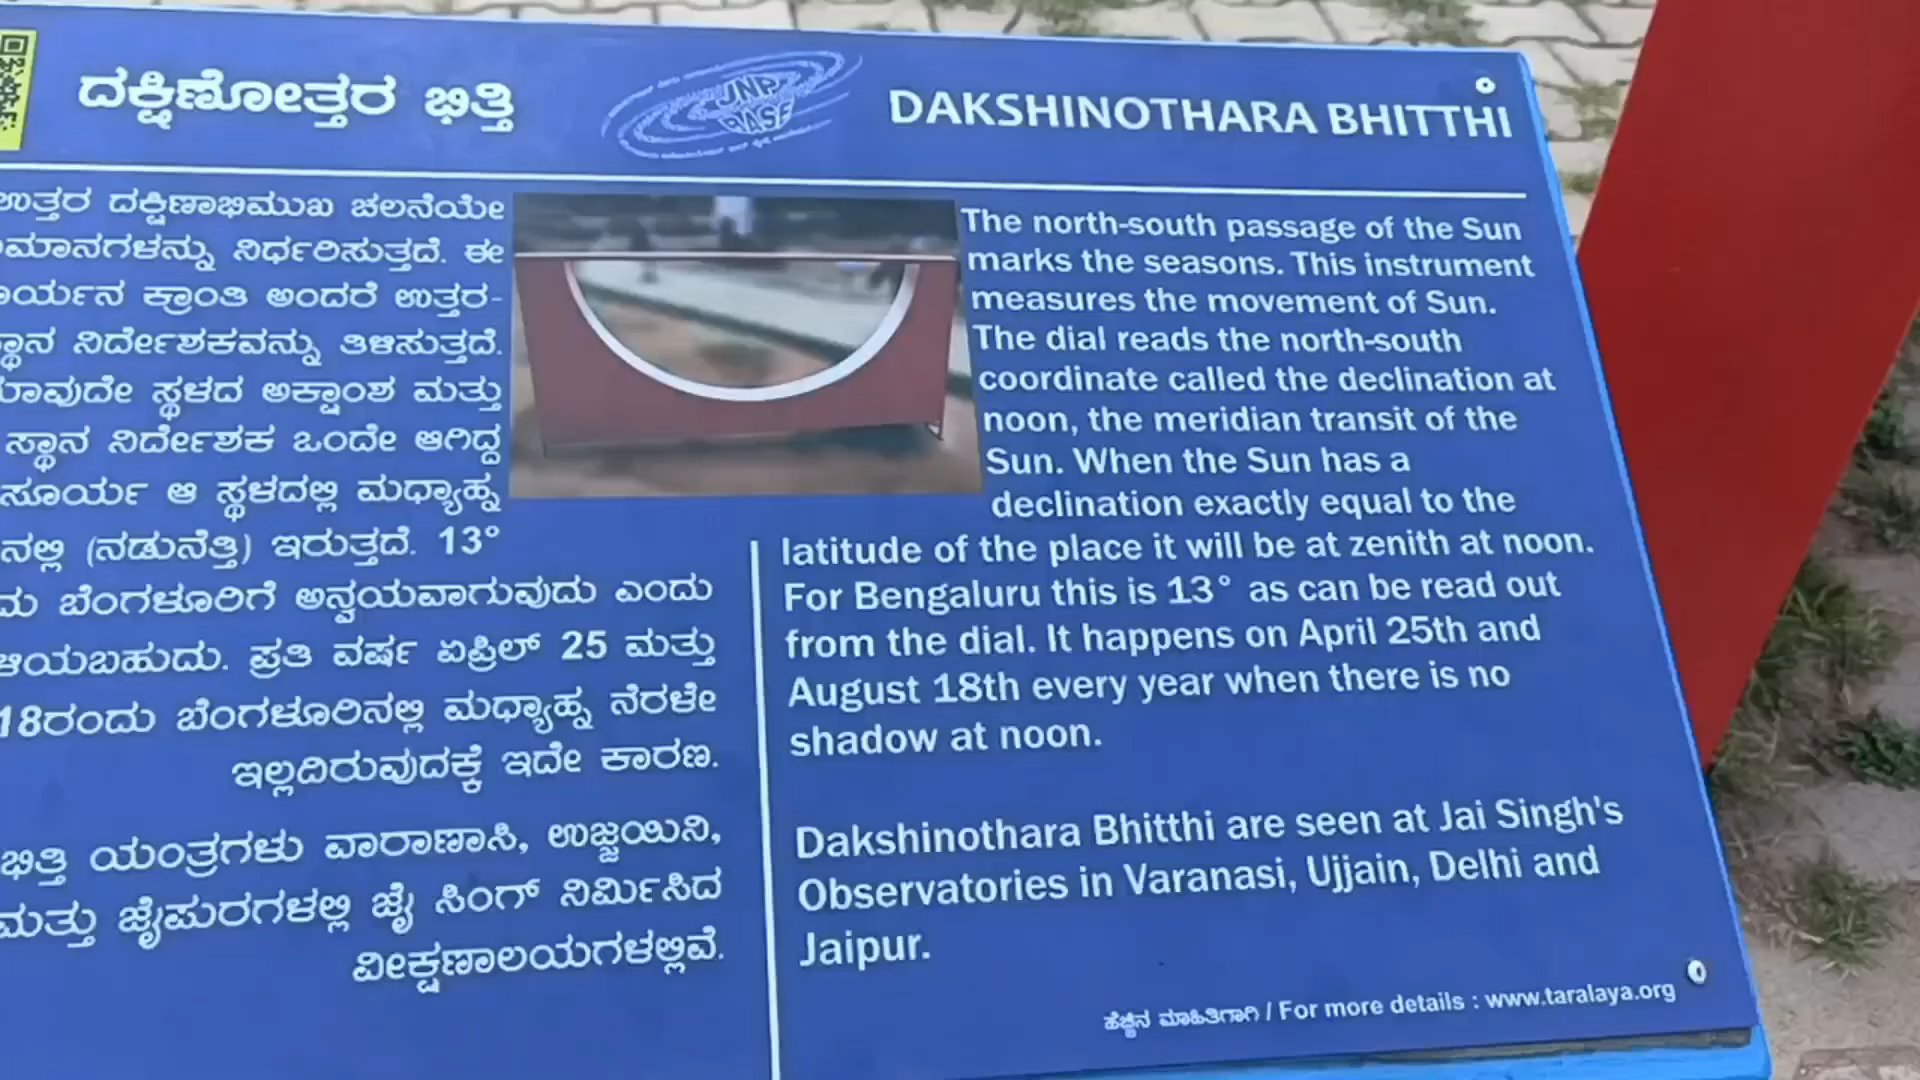 ದಕ್ಷಿಣೋತ್ತರ ಭಿತ್ತಿ
JNP
BASE
DAKSHINOTHARA BHITTHI
ಉತ್ತರ ದಕ್ಷಿಣಾಭಿಮುಖ ಚಲನೆಯೇ
ನಿರ್ಧರಿಸುತ್ತದೆ. ಈ
ಕ್ರಾಂತಿ ಅಂದರೆ ಉತ್ತರ-
ನಿರ್ದೇಶಕವನ್ನು ತಿಳಿಸುತ್ತದೆ.
ಸ್ಥಳದ ಅಕ್ಷಾಂಶ ಮತ್ತು
ಸ್ಥಾನ ನಿರ್ದೇಶಕ ಒಂದೇ ಆಗಿದ್ದ
ಸೂರ್ಯ ಆ ಸ್ಥಳದಲ್ಲಿ ಮಧ್ಯಾಹ್ನ
(ನಡುನೆತ್ತಿ) ಇರುತ್ತದೆ. 13°
ಬೆಂಗಳೂರಿಗೆ ಅನ್ವಯವಾಗುವುದು ಎಂದು
ಪ್ರತಿ ವರ್ಷ ಏಪ್ರಿಲ್ 25 ಮತ್ತು
18ರಂದು ಬೆಂಗಳೂರಿನಲ್ಲಿ ಮಧ್ಯಾಹ್ನ ನೆರಳೇ
ಇಲ್ಲದಿರುವುದಕ್ಕೆ ಇದೇ ಕಾರಣ.
ಭಿತ್ತಿ ಯಂತ್ರಗಳು ವಾರಾಣಾಸಿ, ಉಜ್ಜಯಿನಿ,
ಮತ್ತು ಜೈಪುರಗಳಲ್ಲಿ ಜೈ ಸಿಂಗ್ ನಿರ್ಮಿಸಿದ
ವೀಕ್ಷಣಾಲಯಗಳಲ್ಲಿವೆ.
The north-south passage of the Sun
marks the seasons. This instrument
measures the movement of Sun.
The dial reads the north-south
coordinate called the declination at
noon, the meridian transit of the
Sun. When the Sun has a
declination exactly equal to the
latitude of the place it will be at zenith at noon.
For Bengaluru this is 13° as can be read out
from the dial. It happens on April 25th and
August 18th every year when there is no
shadow at noon.
Dakshinothara Bhitthi are seen at Jai Singh's
Observatories in Varanasi, Ujjain, Delhi and
Jaipur.
ಹೆಚ್ಚಿನ ಮಾಹಿತಿಗಾಗಿ / For more details : www.taralaya.org